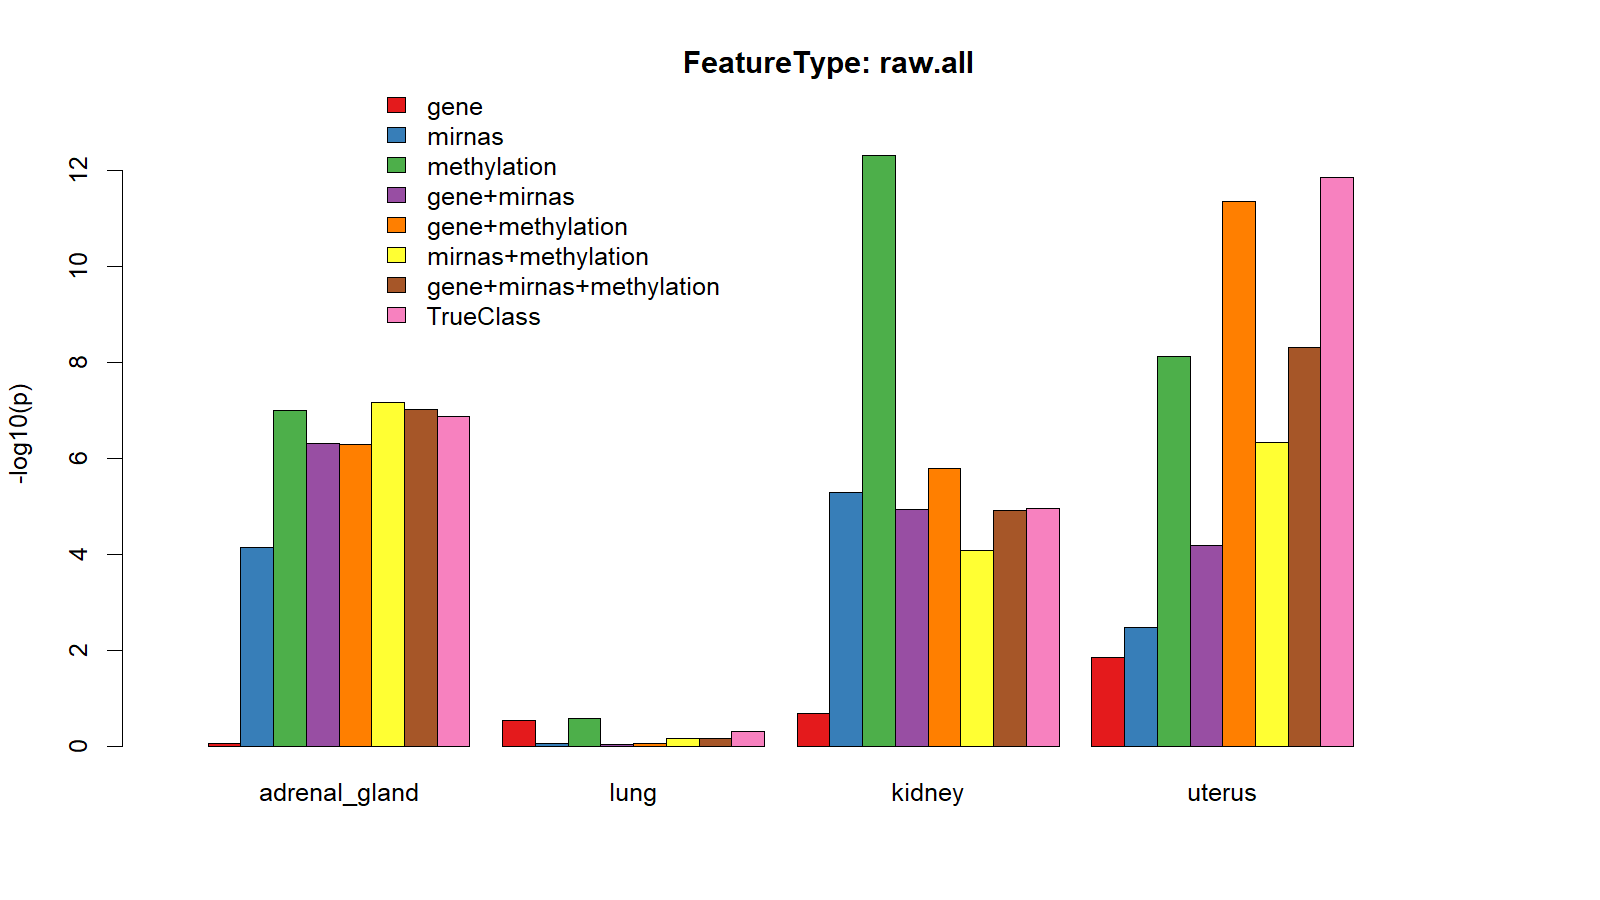 FeatureType: raw.all
gene
mirnas
methylation
gene+mirnas
gene+methylation
mirnas+methylation
gene+mirnas+methylation
TrueClass
-log10(p)
12
10
8
6
4
2
0
adrenal_gland
lung
kidney
uterus